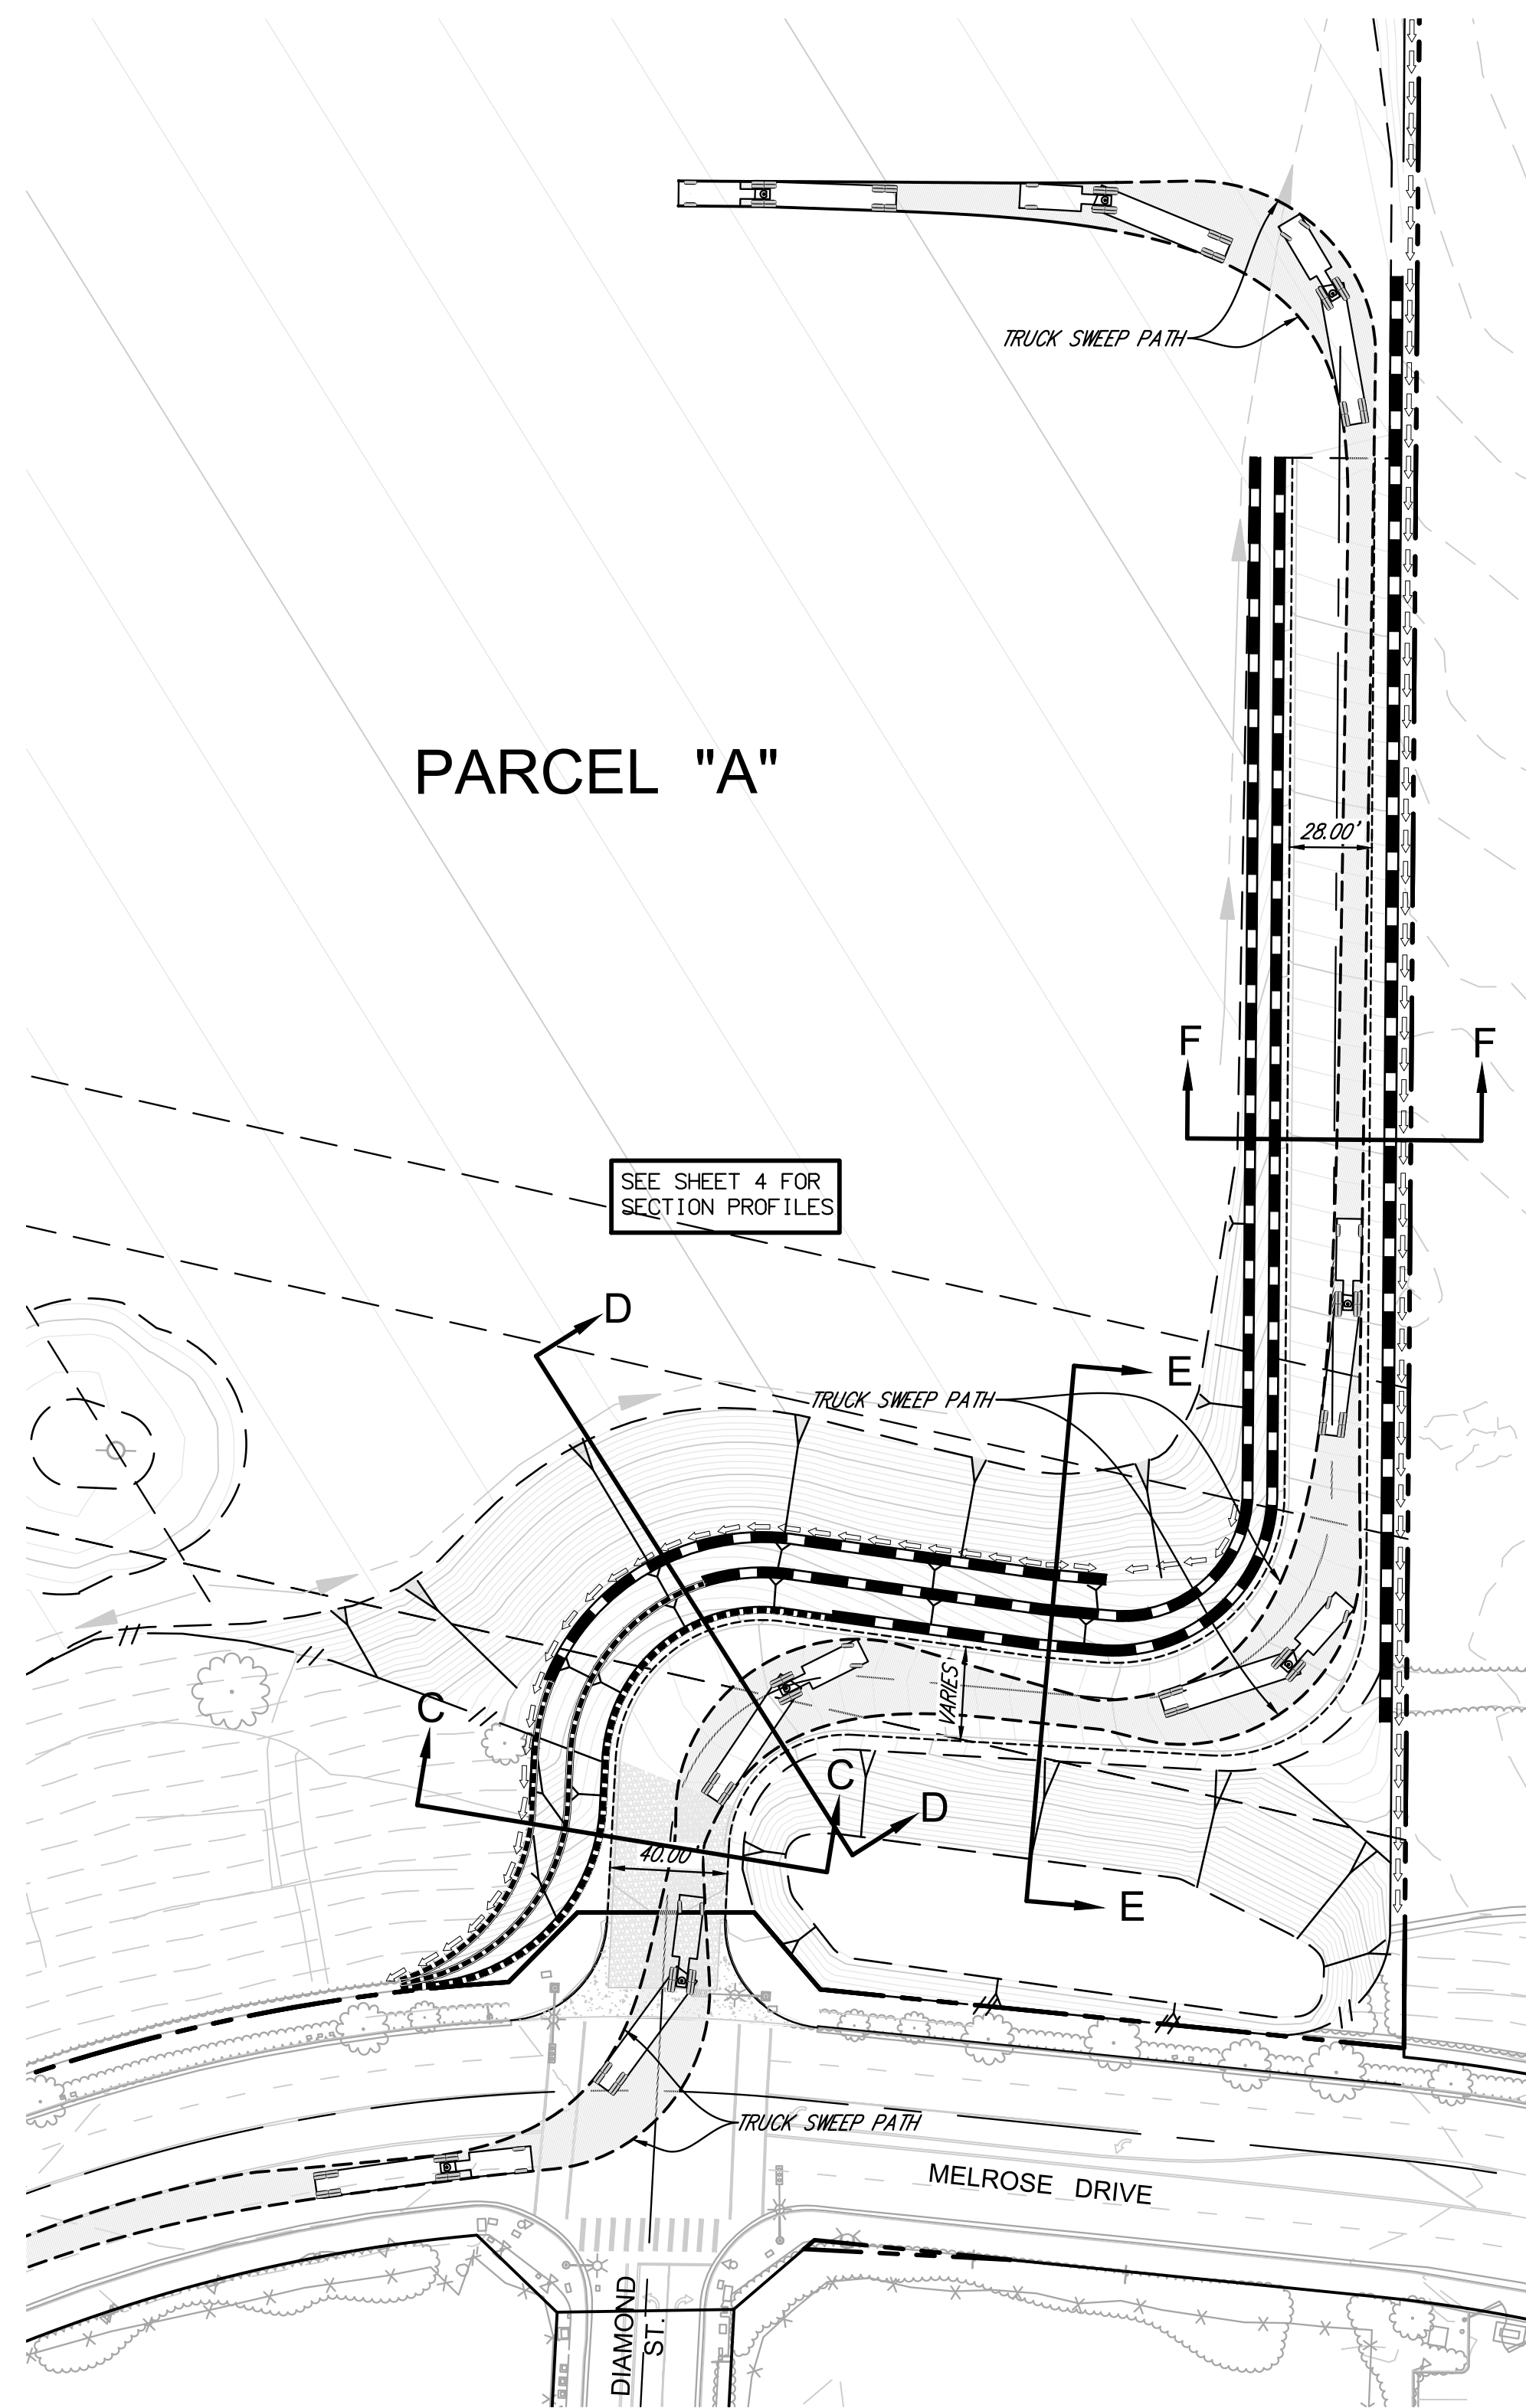 TRUCK SWEEP PATH
PARCEL "A"
28.00'
F
F
SEE SHEET 4 FOR
SECTION PROFILES
D
E
TRUCK SWEEP PATH
VARIES
C
C
D
40.00'
E
TRUCK SWEEP PATH
MELROSE DRIVE
DIAMOND
ST.